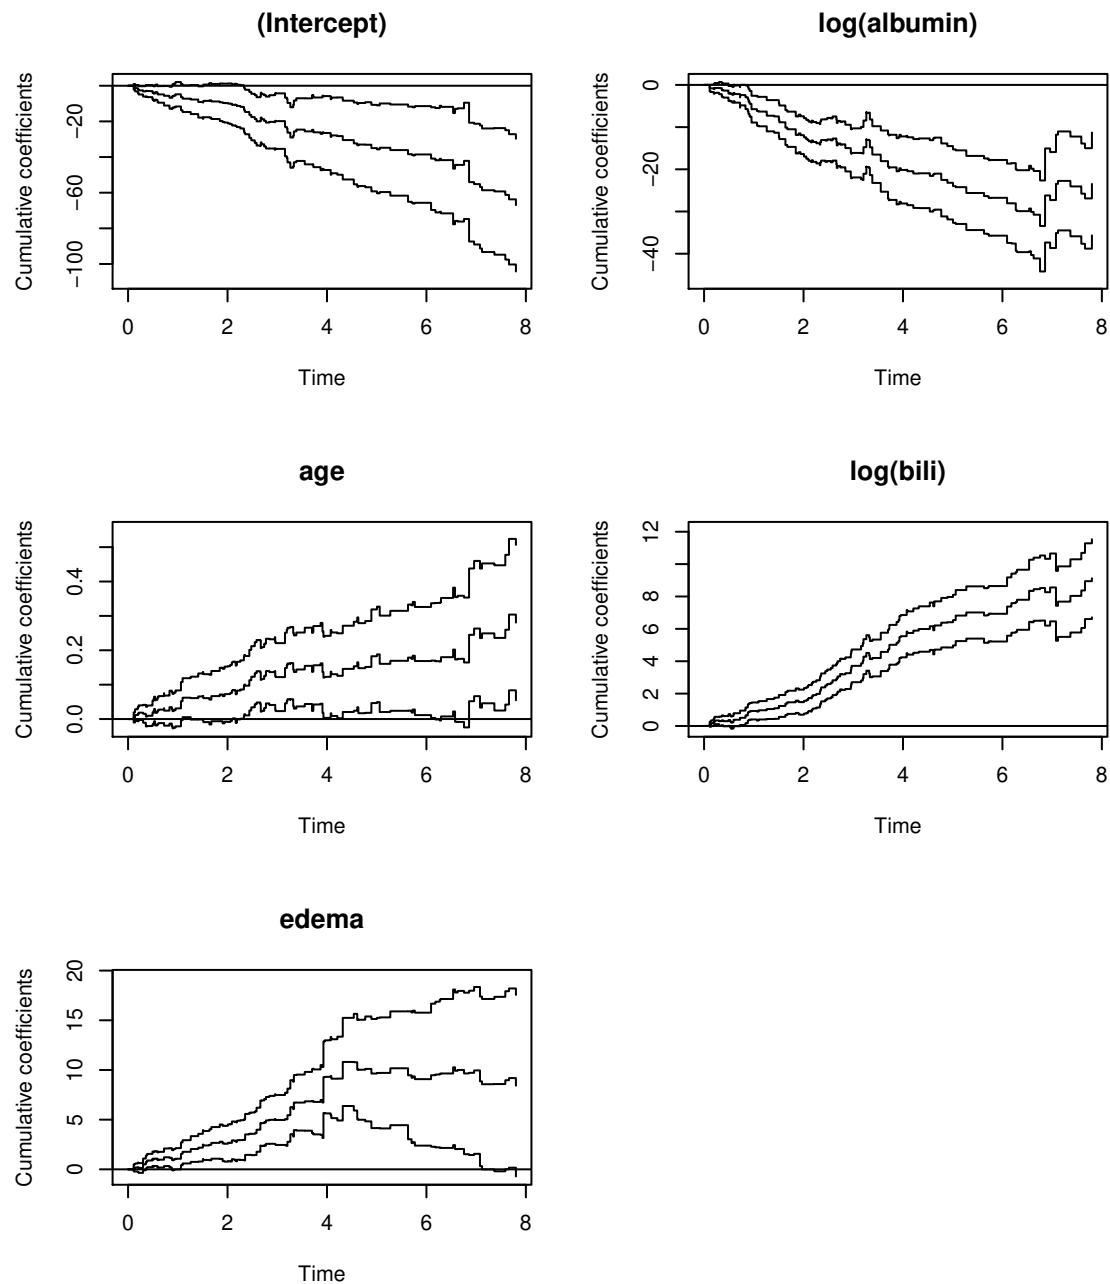 (Intercept)
Cumulative coefficients
−100
−60
−20
0 2 4 6 8
Time
log(albumin)
Cumulative coefficients
−40
−20
0
0 2 4 6 8
Time
age
Cumulative coefficients
0.0
0.2
0.4
0 2 4 6 8
Time
log(bili)
Cumulative coefficients
0
2
4
6
8
12
0 2 4 6 8
Time
edema
Cumulative coefficients
0
5
10
15
20
0 2 4 6 8
Time